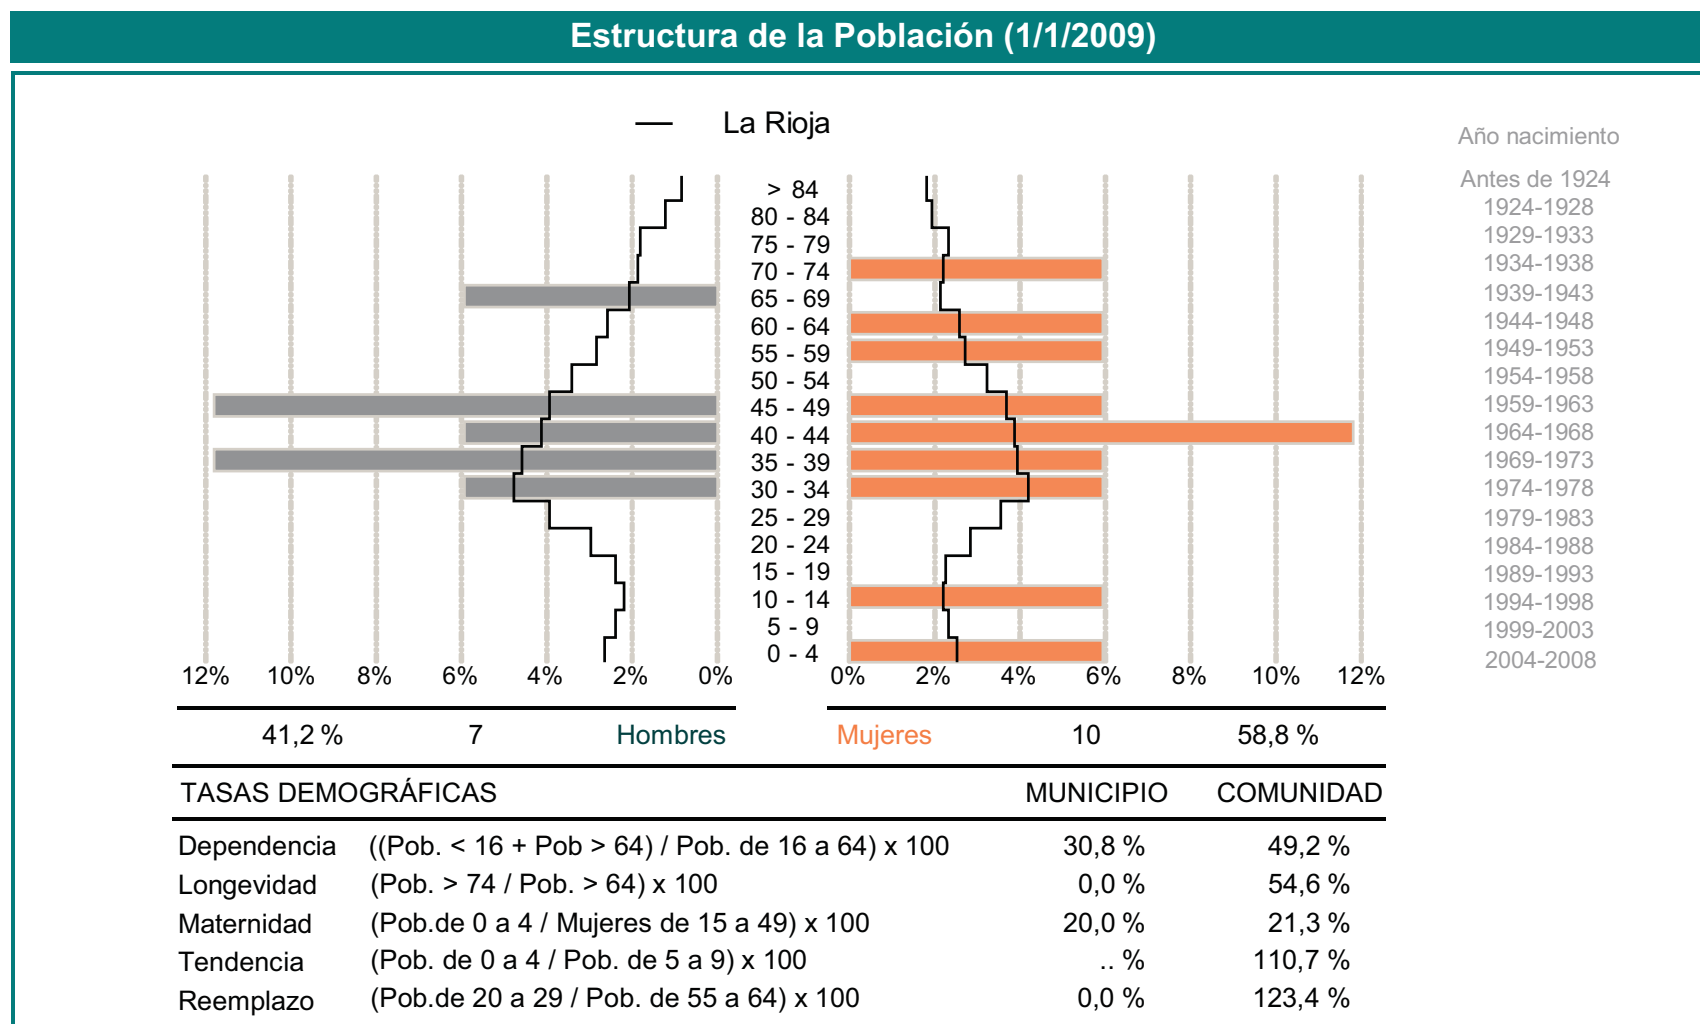 Estructura de la Población (1/1/2009)
La Rioja
Año nacimiento
> 84 Antes de 1924
80 - 84 1924-1928
75 - 79 1929-1933
70 - 74 1934-1938
65 - 69 1939-1943
60 - 64 1944-1948
55 - 59 1949-1953
50 - 54 1954-1958
45 - 49 1959-1963
40 - 44 1964-1968
35 - 39 1969-1973
30 - 34 1974-1978
25 - 29 1979-1983
20 - 24 1984-1988
15 - 19 1989-1993
10 - 14 1994-1998
5 - 9 1999-2003
0 - 4 2004-2008
12% 10% 8% 6% 4% 2% 0% 0% 2% 4% 6% 8% 10% 12%
41,2 % 7 Hombres Mujeres 10 58,8 %
TASAS DEMOGRÁFICAS MUNICIPIO COMUNIDAD
Dependencia ((Pob. < 16 + Pob > 64) / Pob. de 16 a 64) x 100 30,8 % 49,2 %
Longevidad (Pob. > 74 / Pob. > 64) x 100 0,0 % 54,6 %
Maternidad (Pob.de 0 a 4 / Mujeres de 15 a 49) x 100 20,0 % 21,3 %
Tendencia (Pob. de 0 a 4 / Pob. de 5 a 9) x 100 .. % 110,7 %
Reemplazo (Pob.de 20 a 29 / Pob. de 55 a 64) x 100 0,0 % 123,4 %